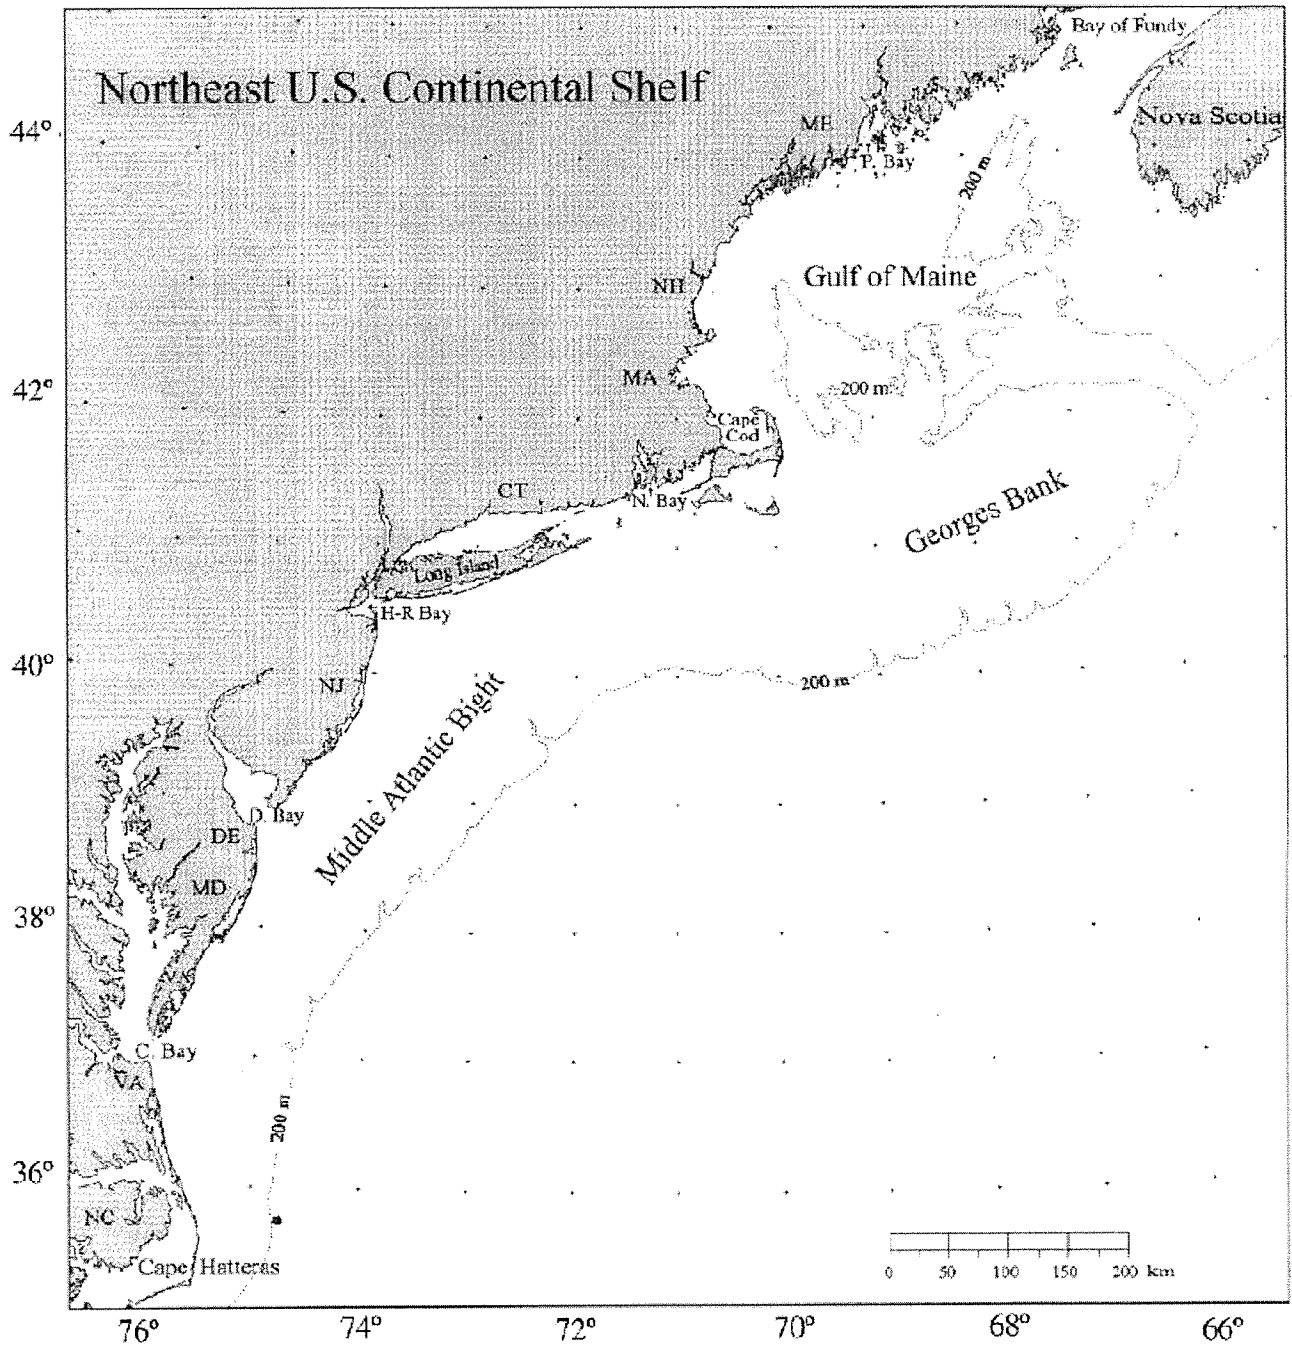 Bay of Fundy
Northeast U.S. Continental Shelf
Nova Scotia
44°
ME
P. Bay
200 m
Gulf of Maine
NH
MA
42°
200 m
Cape
Cod
CT
N. Bay
Georges Bank
Long Island
H-R Bay
40°
NJ
200 m
Middle Atlantic Bight
D. Bay
DE
MD
38°
C. Bay
VA
200 m
36°
NC
Cape Hatteras
0 50 100 150 200 km
76° 74° 72° 70° 68° 66°